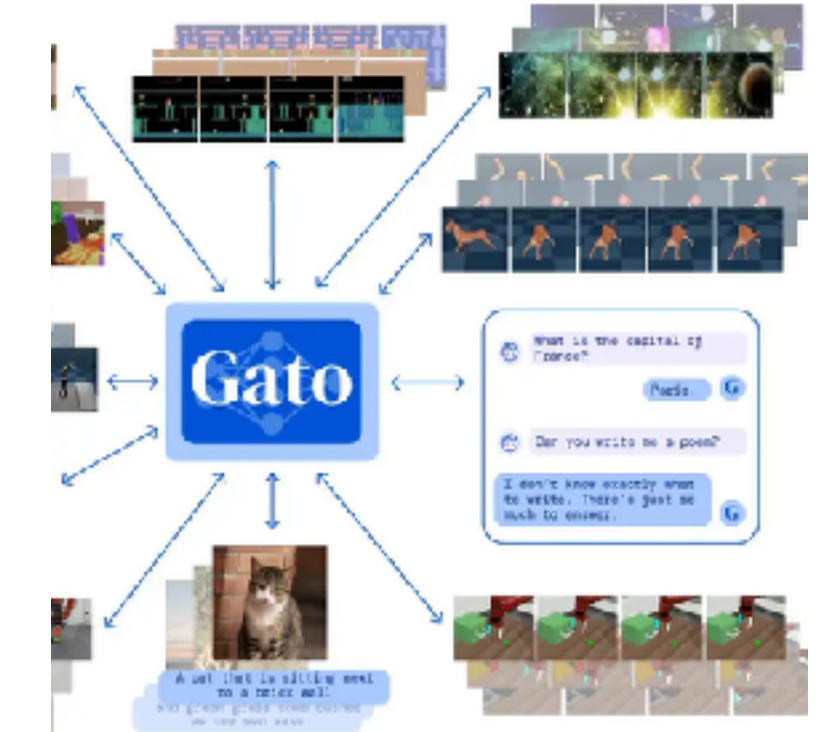 Gato
What is the capital of
France?
Paris.
G
Can you write me a poem?
I don't know exactly what
to write. There's just so
much to answer.
G
A cat that is sitting next
to a brick wall